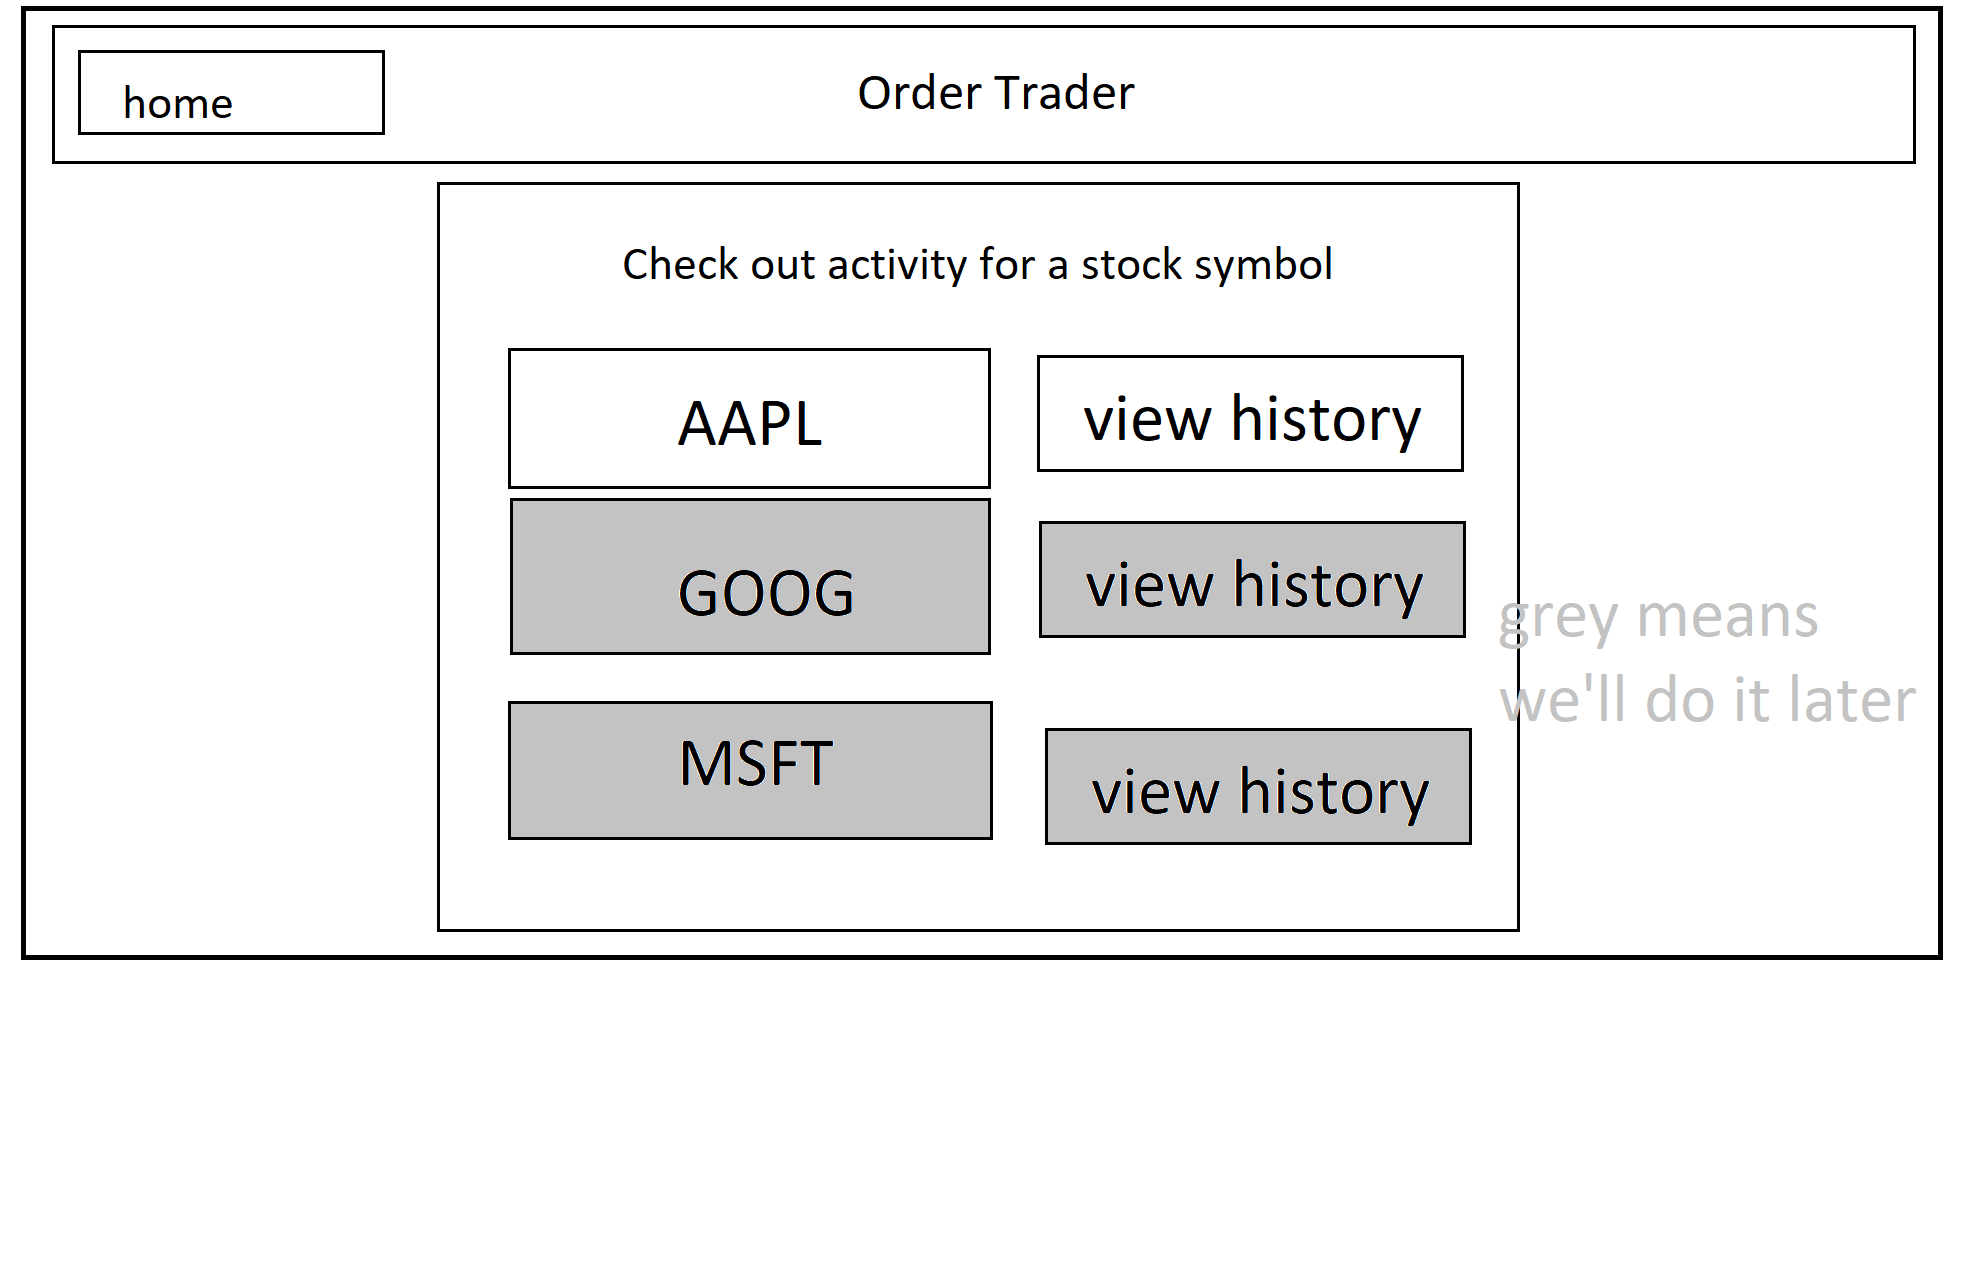 home
Order Trader
Check out activity for a stock symbol
AAPL
view history
GOOG
view history
grey means
we'll do it later
MSFT
view history